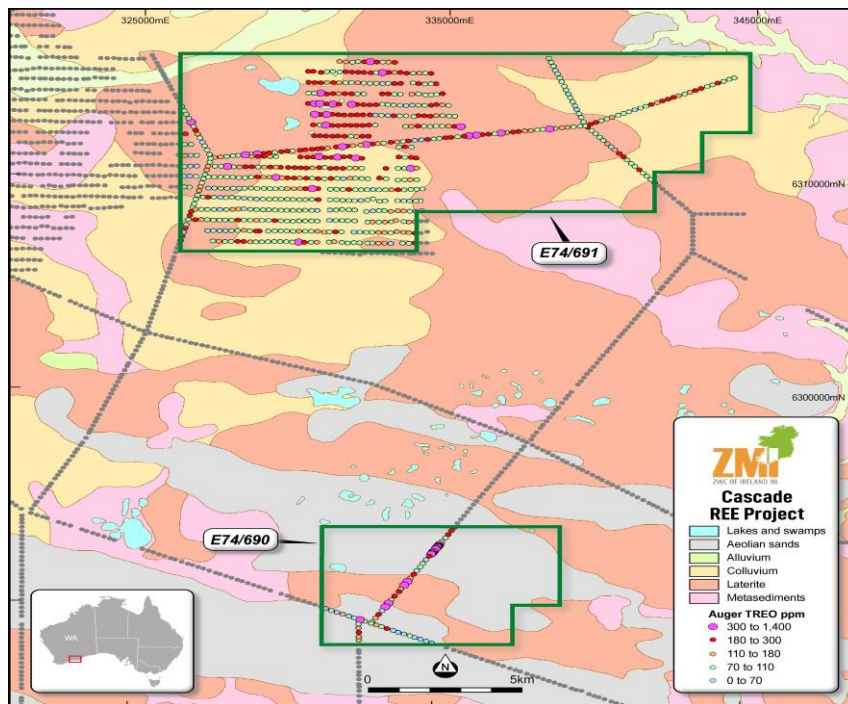 325000mE
335000mE
345000mE
6310000mN
E74/691
6300000mN
E74/690
ZMI
ZINC OF IRELAND NL
Cascade
REE Project
Lakes and swamps
Aeolian sands
Alluvium
Colluvium
Laterite
Metasediments
Auger TREO ppm
300 to 1,400
180 to 300
110 to 180
70 to 110
0 to 70
WA
N
0
5km